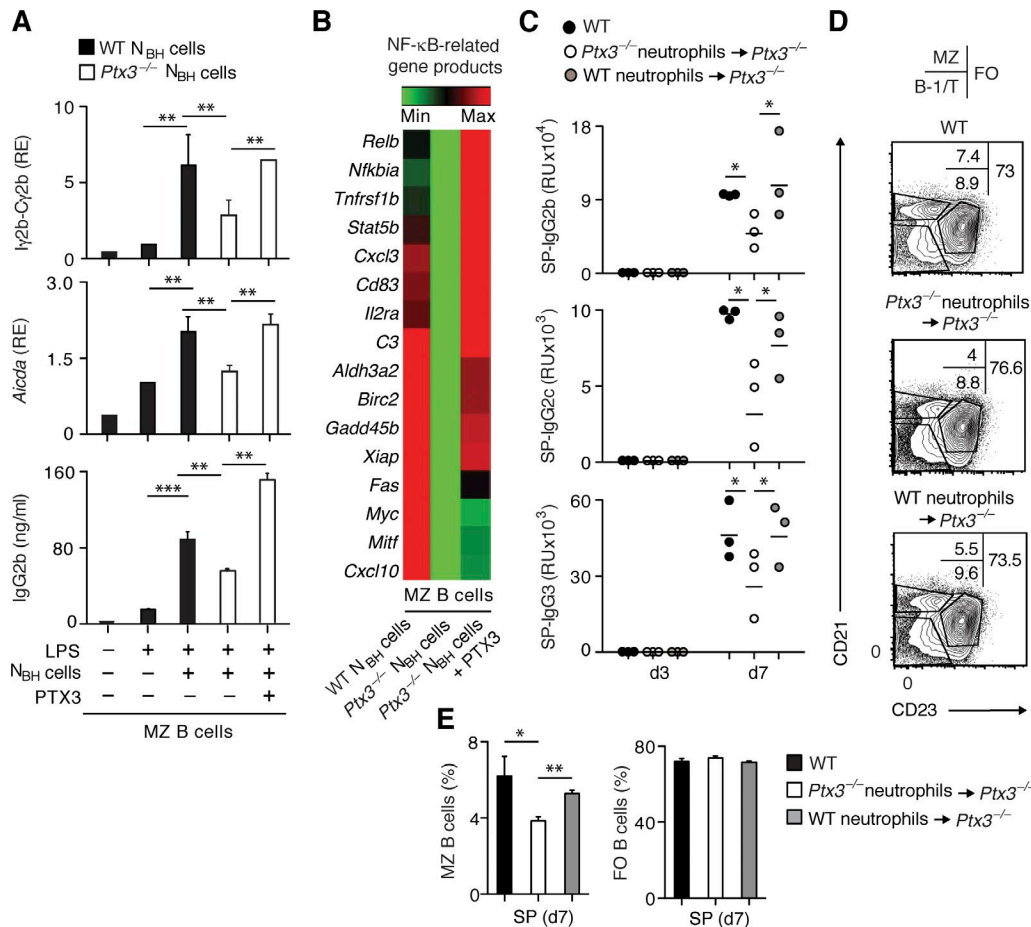 A
WT N_BH cells
Ptx3–/– N_BH cells
Iγ2b-Cγ2b (RE)
10
5
0
**
**
**
Aicda (RE)
3.0
1.5
0
**
**
**
IgG2b (ng/ml)
160
80
0
***
**
**
LPS – + + + +
N_BH cells – – + + +
PTX3 – – – – +
MZ B cells
B
NF-κB-related
gene products
Min Max
Relb
Nfkbia
Tnfrsf1b
Stat5b
Cxcl3
Cd83
Il2ra
C3
Aldh3a2
Birc2
Gadd45b
Xiap
Fas
Myc
Mitf
Cxcl10
MZ B cells
WT N_BH cells
Ptx3–/– N_BH cells
Ptx3–/– N_BH cells
+ PTX3
C
WT
Ptx3–/– neutrophils → Ptx3–/–
WT neutrophils → Ptx3–/–
SP-IgG2b (RUx10⁴)
18
9
0
*
*
SP-IgG2c (RUx10³)
10
5
0
*
*
SP-IgG3 (RUx10³)
60
30
0
*
*
d3 d7
D
MZ
B-1/T
FO
WT
7.4
8.9
73
Ptx3–/– neutrophils
→ Ptx3–/–
4
8.8
76.6
WT neutrophils
→ Ptx3–/–
5.5
9.6
73.5
CD21
0
0
CD23
E
MZ B cells (%)
8
4
0
*
**
SP (d7)
FO B cells (%)
80
40
0
SP (d7)
WT
Ptx3–/– neutrophils → Ptx3–/–
WT neutrophils → Ptx3–/–